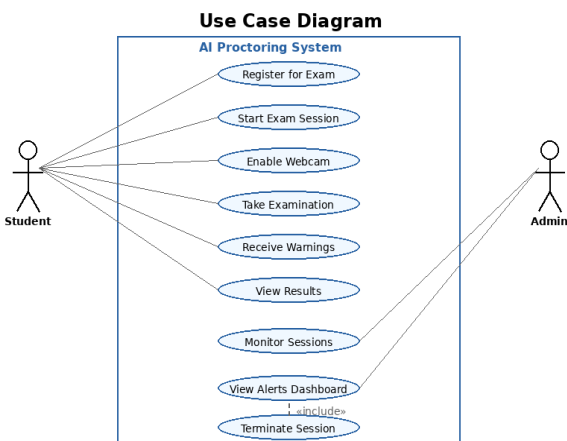 Use Case Diagram
AI Proctoring System
Register for Exam
Start Exam Session
Enable Webcam
Student
Admin
Take Examination
Receive Warnings
View Results
Monitor Sessions
View Alerts Dashboard
«include»
Terminate Session